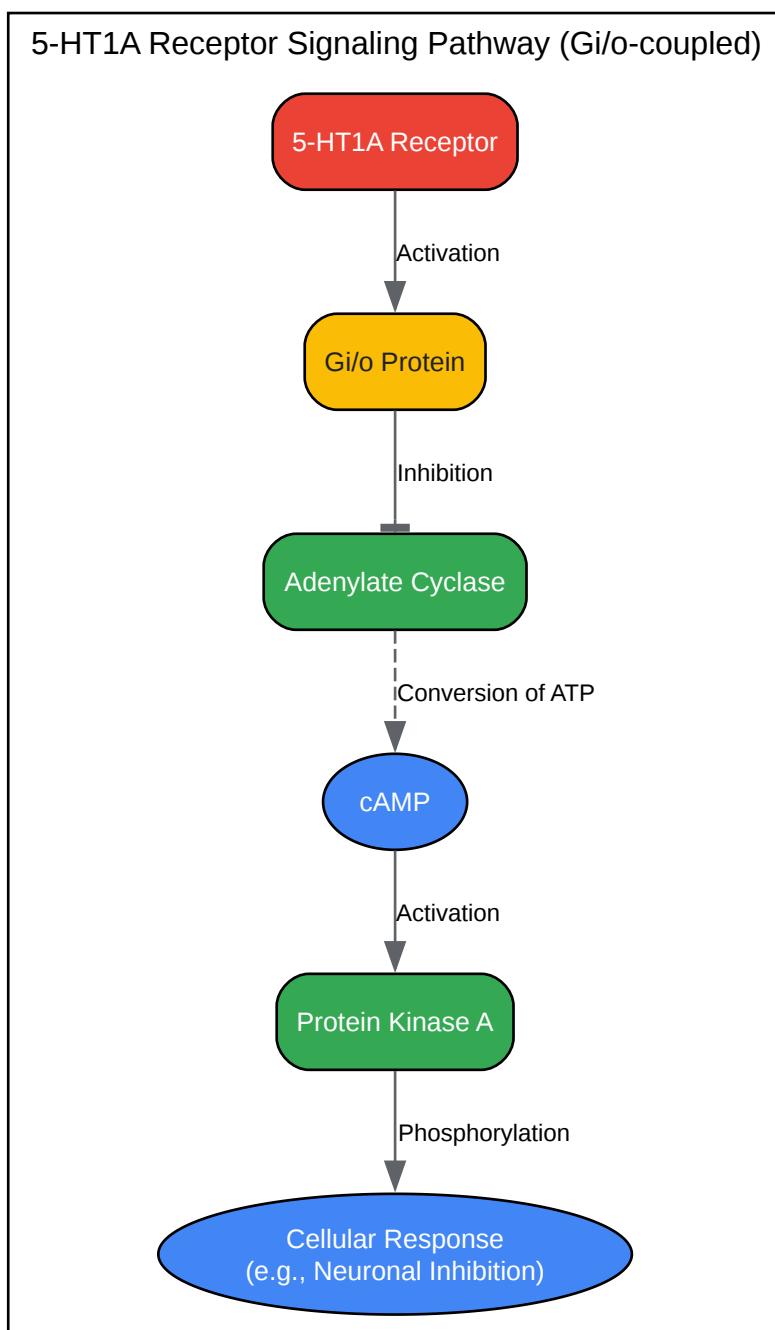 5-HT1A Receptor Signaling Pathway (Gi/o-coupled)
5-HT1A Receptor
Activation
Gi/o Protein
Inhibition
Adenylate Cyclase
Conversion of ATP
cAMP
Activation
Protein Kinase A
Phosphorylation
Cellular Response
(e.g., Neuronal Inhibition)